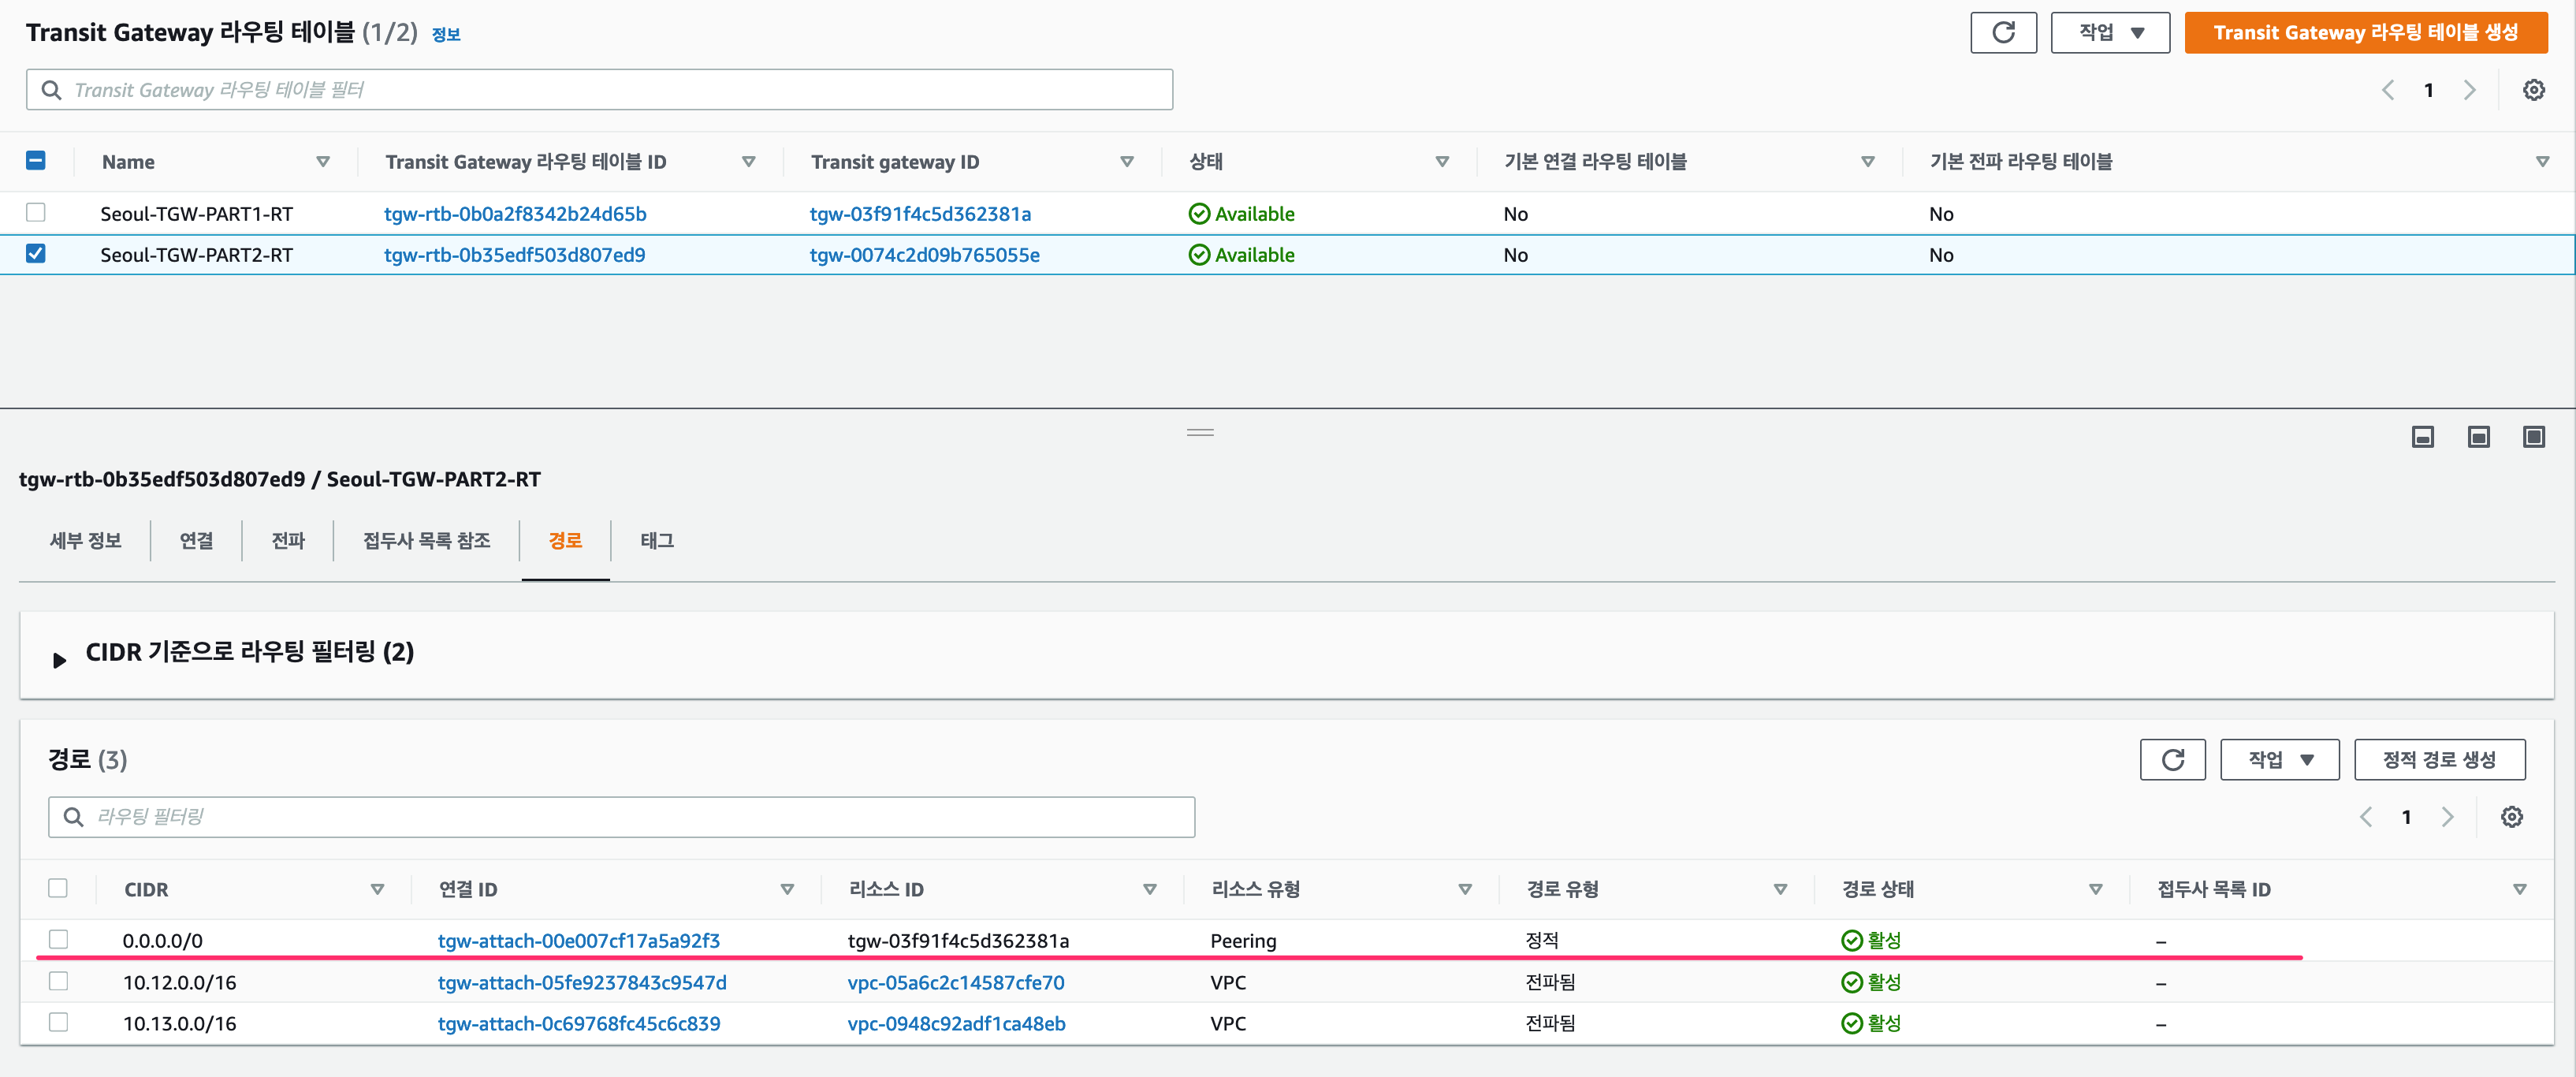 Transit Gateway 라우팅 테이블 (1/2) 정보
작업
Transit Gateway 라우팅 테이블 생성
Transit Gateway 라우팅 테이블 필터
1
Name Transit Gateway 라우팅 테이블 ID Transit gateway ID 상태 기본 연결 라우팅 테이블 기본 전파 라우팅 테이블
Seoul-TGW-PART1-RT tgw-rtb-0b0a2f8342b24d65b tgw-03f91f4c5d362381a Available No No
Seoul-TGW-PART2-RT tgw-rtb-0b35edf503d807ed9 tgw-0074c2d09b765055e Available No No
tgw-rtb-0b35edf503d807ed9 / Seoul-TGW-PART2-RT
세부 정보 연결 전파 접두사 목록 참조 경로 태그
CIDR 기준으로 라우팅 필터링 (2)
경로 (3)
작업
정적 경로 생성
라우팅 필터링
1
CIDR 연결 ID 리소스 ID 리소스 유형 경로 유형 경로 상태 접두사 목록 ID
0.0.0.0/0 tgw-attach-00e007cf17a5a92f3 tgw-03f91f4c5d362381a Peering 정적 활성 –
10.12.0.0/16 tgw-attach-05fe9237843c9547d vpc-05a6c2c14587cfe70 VPC 전파됨 활성 –
10.13.0.0/16 tgw-attach-0c69768fc45c6c839 vpc-0948c92adf1ca48eb VPC 전파됨 활성 –